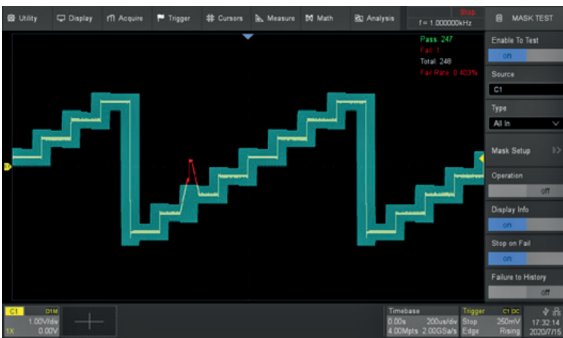 Utility Display Acquire Trigger Cursors Measure Math Analysis
Stop
f = 1.000000kHz
MASK TEST
Pass 247
Fail 1
Total 248
Fail Rate 0.403%
Enable To Test
on
Source
C1
Type
All In
Mask Setup
Operation
off
Display Info
on
Stop on Fail
on
Failure to History
off
C1 D1M
1.00V/div
1X 0.00V
Timebase
0.00s 200us/div
4.00Mpts 2.00GSa/s
Trigger C1 DC
Stop 250mV
Edge Rising
17:32:14
2020/7/15